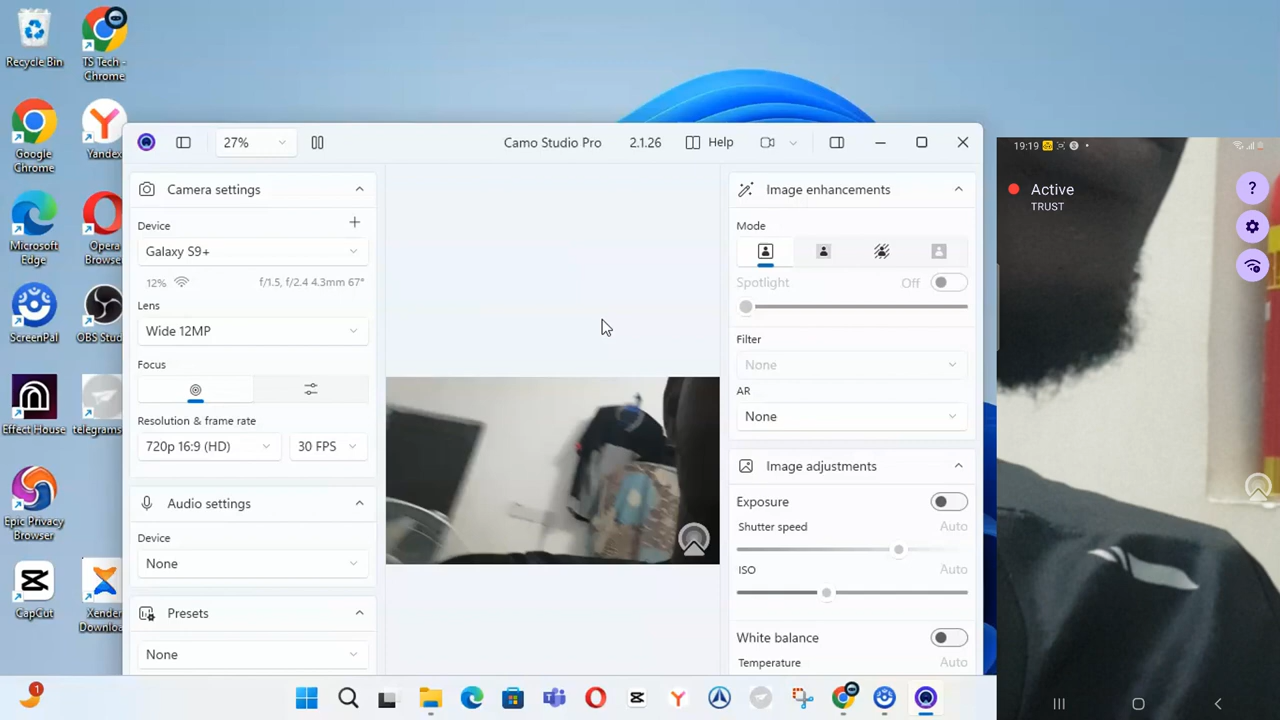 Recycle Bin
TS Tech -
Chrome
Google
Chrome
Yandex
Microsoft
Edge
Opera
Browser
ScreenPal
OBS Stud
Effect House
telegrams
Epic Privacy
Browser
CapCut
Xender
Downloa
27%
Camo Studio Pro
2.1.26
Help
Camera settings
Device
Galaxy S9+
12%
f/1.5, f/2.4 4.3mm 67°
Lens
Wide 12MP
Focus
Resolution & frame rate
720p 16:9 (HD)
30 FPS
Audio settings
Device
None
Presets
None
Image enhancements
Mode
Spotlight
Off
Filter
None
AR
None
Image adjustments
Exposure
Shutter speed
Auto
ISO
Auto
White balance
Temperature
Auto
19:19
Active
TRUST
?
1